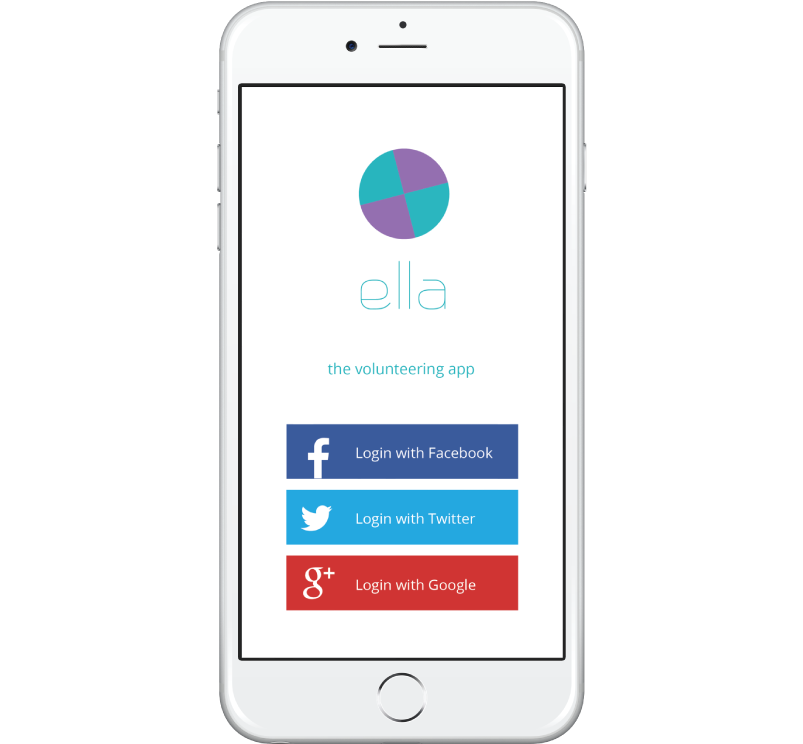 ella
the volunteering app
Login with Facebook
Login with Twitter
g+ Login with Google